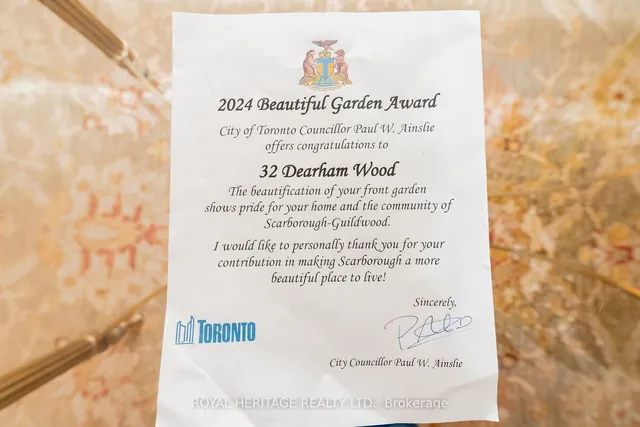 2024 Beautiful Garden Award
City of Toronto Councillor Paul W. Ainslie
offers congratulations to
32 Dearham Wood
The beautification of your front garden
shows pride for your home and the community of
Scarborough-Guildwood.
I would like to personally thank you for your
contribution in making Scarborough a more
beautiful place to live!
Sincerely,
TORONTO
City Councillor Paul W. Ainslie
ROYAL HERITAGE REALTY LTD., Brokerage